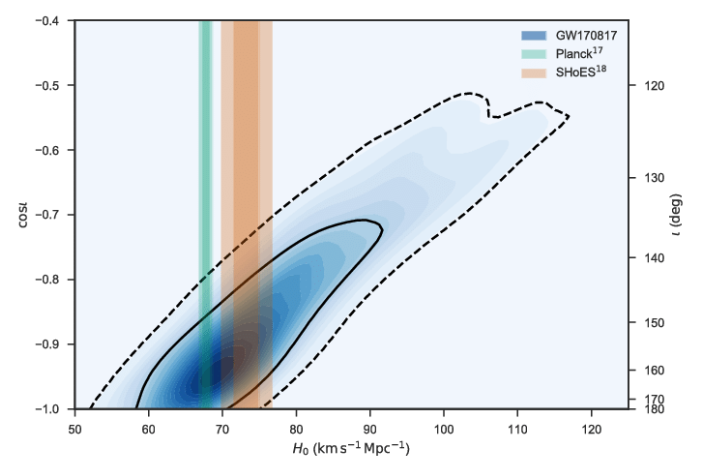 −0.4
−0.5
−0.6
−0.7
−0.8
−0.9
−1.0
cosι
GW170817
Planck¹⁷
SHoES¹⁸
120
130
140
150
160
170
180
ι (deg)
50 60 70 80 90 100 110 120
H₀ (km s⁻¹ Mpc⁻¹)